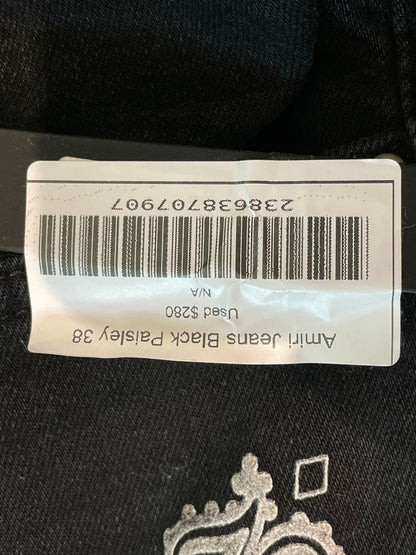 Amiri Jeans Black Paisley 38
Used $280
N/A
238638707907